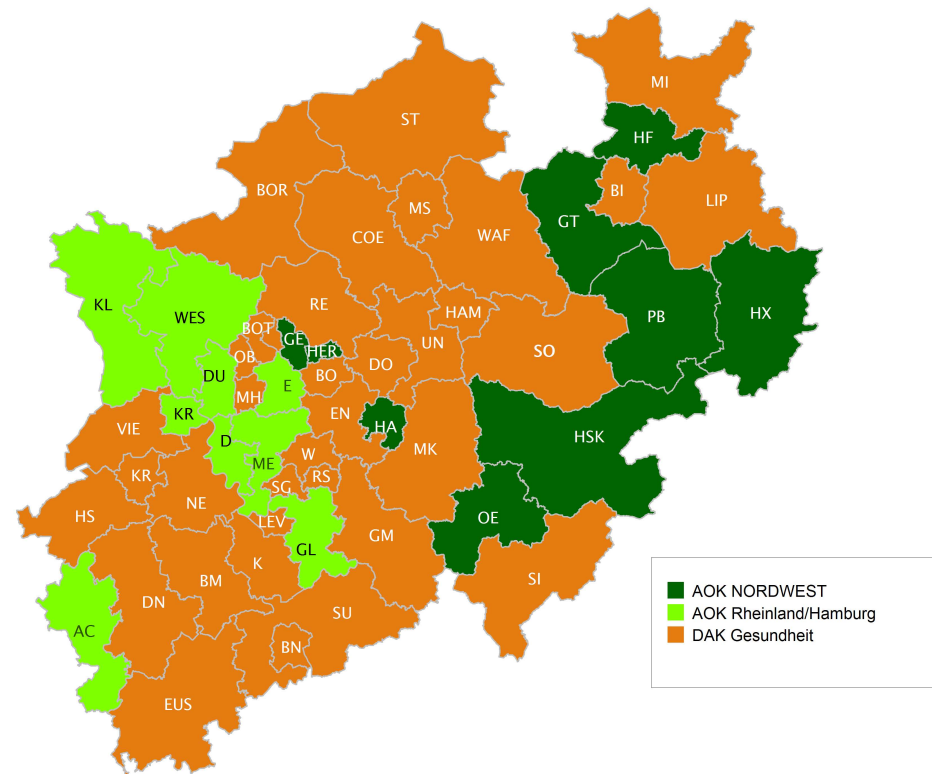 MI
ST
HF
BOR
BI
MS
LIP
GT
COE
WAF
KL
RE
HAM
HX
WES
PB
BOT
GE
UN
HER
SO
OB
DO
DU
BO
E
MH
KR
EN
VIE
HA
D
HSK
MK
W
ME
KR
RS
SG
NE
HS
OE
LEV
GM
GL
K
SI
BM
DN
SU
AC
BN
EUS
AOK NORDWEST
AOK Rheinland/Hamburg
DAK Gesundheit